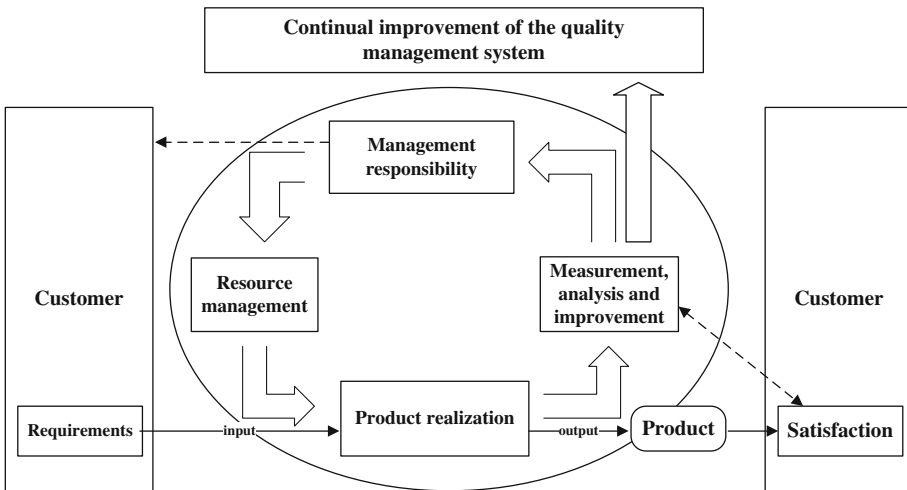 Continual improvement of the quality
management system
Management
responsibility
Resource
management
Measurement,
analysis and
improvement
Customer
Customer
Requirements
input
Product realization
output
Product
Satisfaction